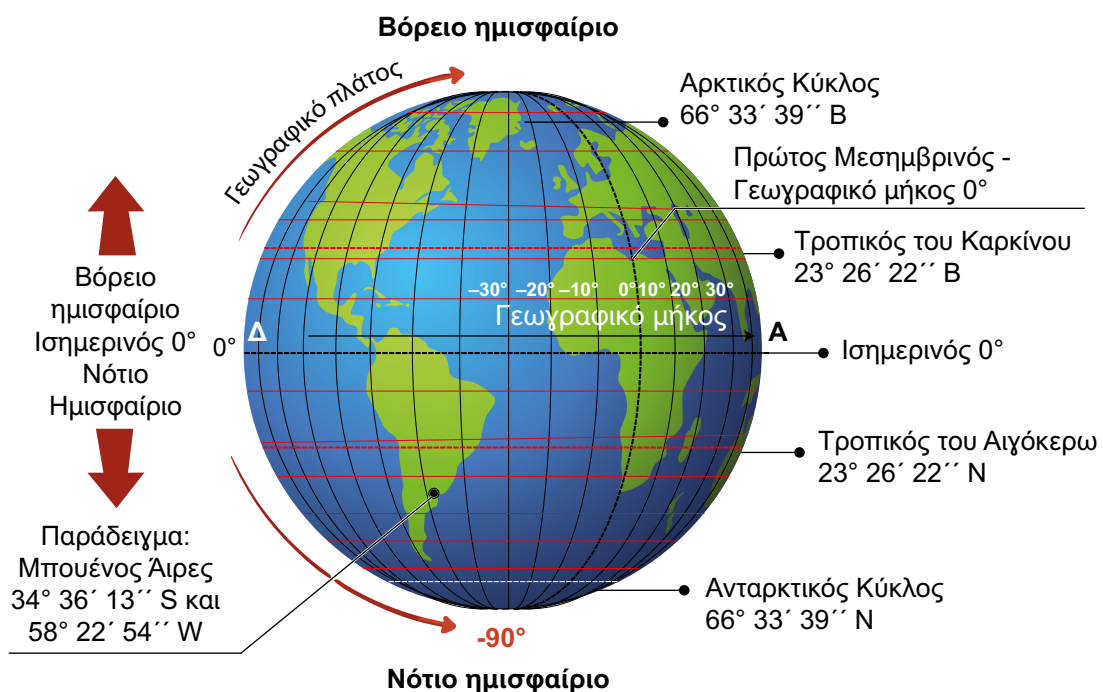 Βόρειο ημισφαίριο
Γεωγραφικό πλάτος
Αρκτικός Κύκλος
66° 33΄ 39΄΄ Β
Πρώτος Μεσημβρινός -
Γεωγραφικό μήκος 0°
Τροπικός του Καρκίνου
23° 26΄ 22΄΄ Β
Βόρειο
ημισφαίριο
Ισημερινός 0°
Νότιο
Ημισφαίριο
–30° –20° –10° 0° 10° 20° 30°
Γεωγραφικό μήκος
0°
Δ
Α
Ισημερινός 0°
Τροπικός του Αιγόκερω
23° 26΄ 22΄΄ Ν
Παράδειγμα:
Μπουένος Άιρες
34° 36΄ 13΄΄ S και
58° 22΄ 54΄΄ W
Ανταρκτικός Κύκλος
66° 33΄ 39΄΄ Ν
-90°
Νότιο ημισφαίριο